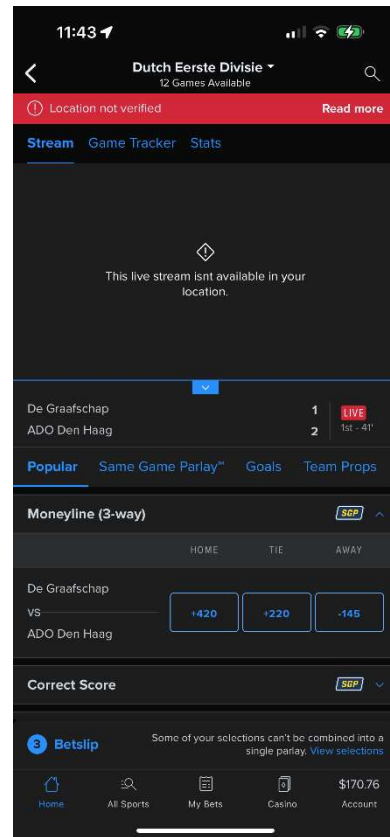 11:43
Dutch Eerste Divisie
12 Games Available
Location not verified Read more
Stream Game Tracker Stats
This live stream isnt available in your
location.
De Graafschap 1 LIVE
ADO Den Haag 2 1st - 41'
Popular Same Game Parlay™ Goals Team Props
Moneyline (3-way) SGP
HOME TIE AWAY
De Graafschap
VS +420 +220 -145
ADO Den Haag
Correct Score SGP
3 Betslip Some of your selections can't be combined into a
single parlay. View selections
$170.76
Home All Sports My Bets Casino Account